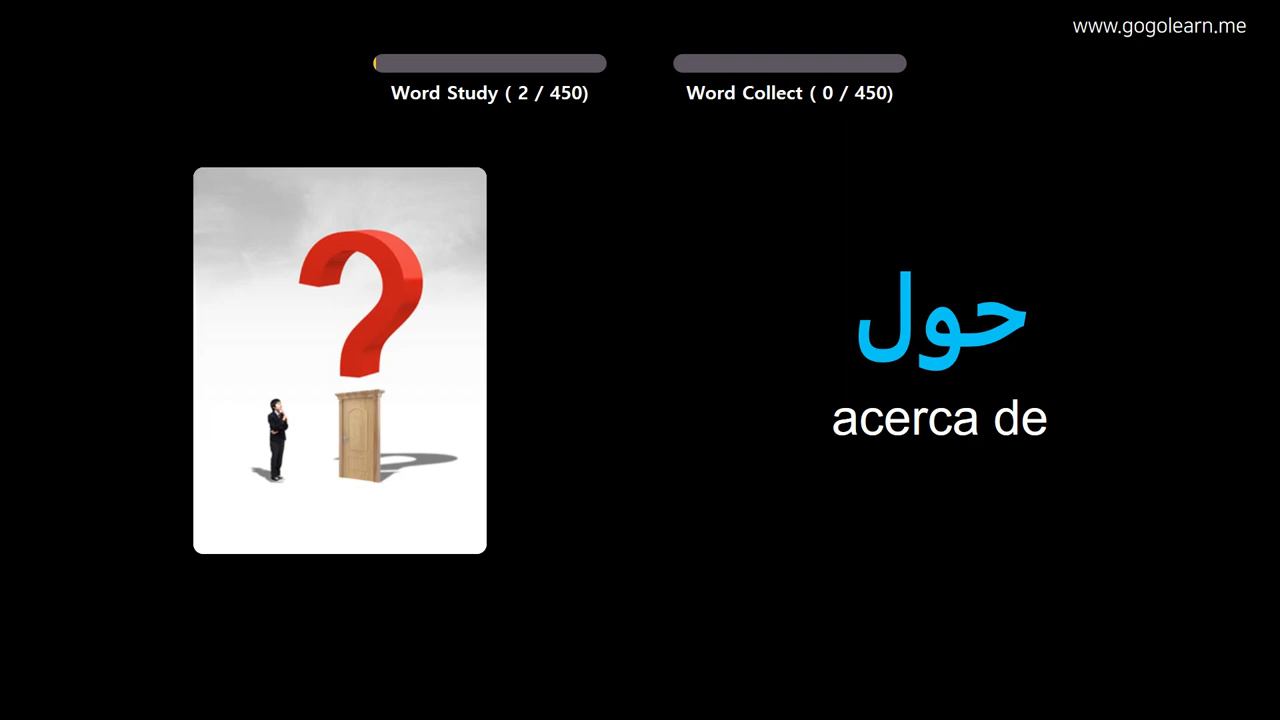 www.gogolearn.me
Word Study ( 2 / 450)
Word Collect ( 0 / 450)
حول
acerca de